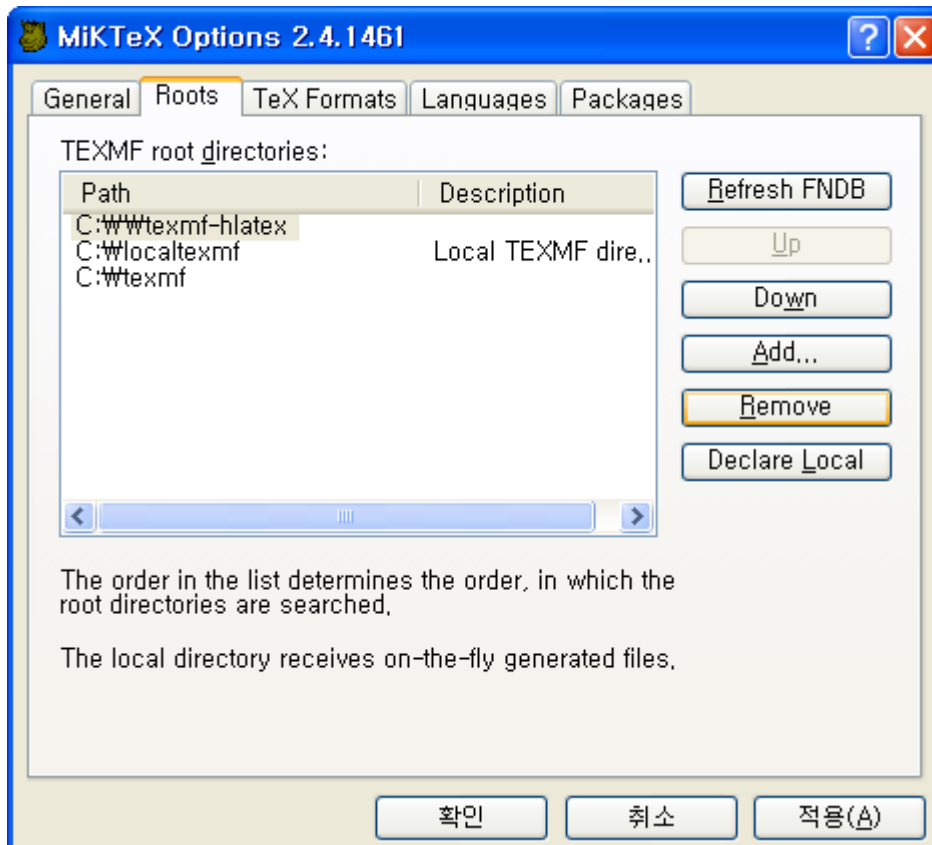 MiKTeX Options 2.4.1461
General Roots TeX Formats Languages Packages
TEXMF root directories:
Path Description
C:₩₩texmf-hlatex
C:₩localtexmf Local TEXMF dire...
C:₩texmf
Refresh FNDB
Up
Down
Add...
Remove
Declare Local
The order in the list determines the order, in which the
root directories are searched.
The local directory receives on-the-fly generated files.
확인 취소 적용(A)